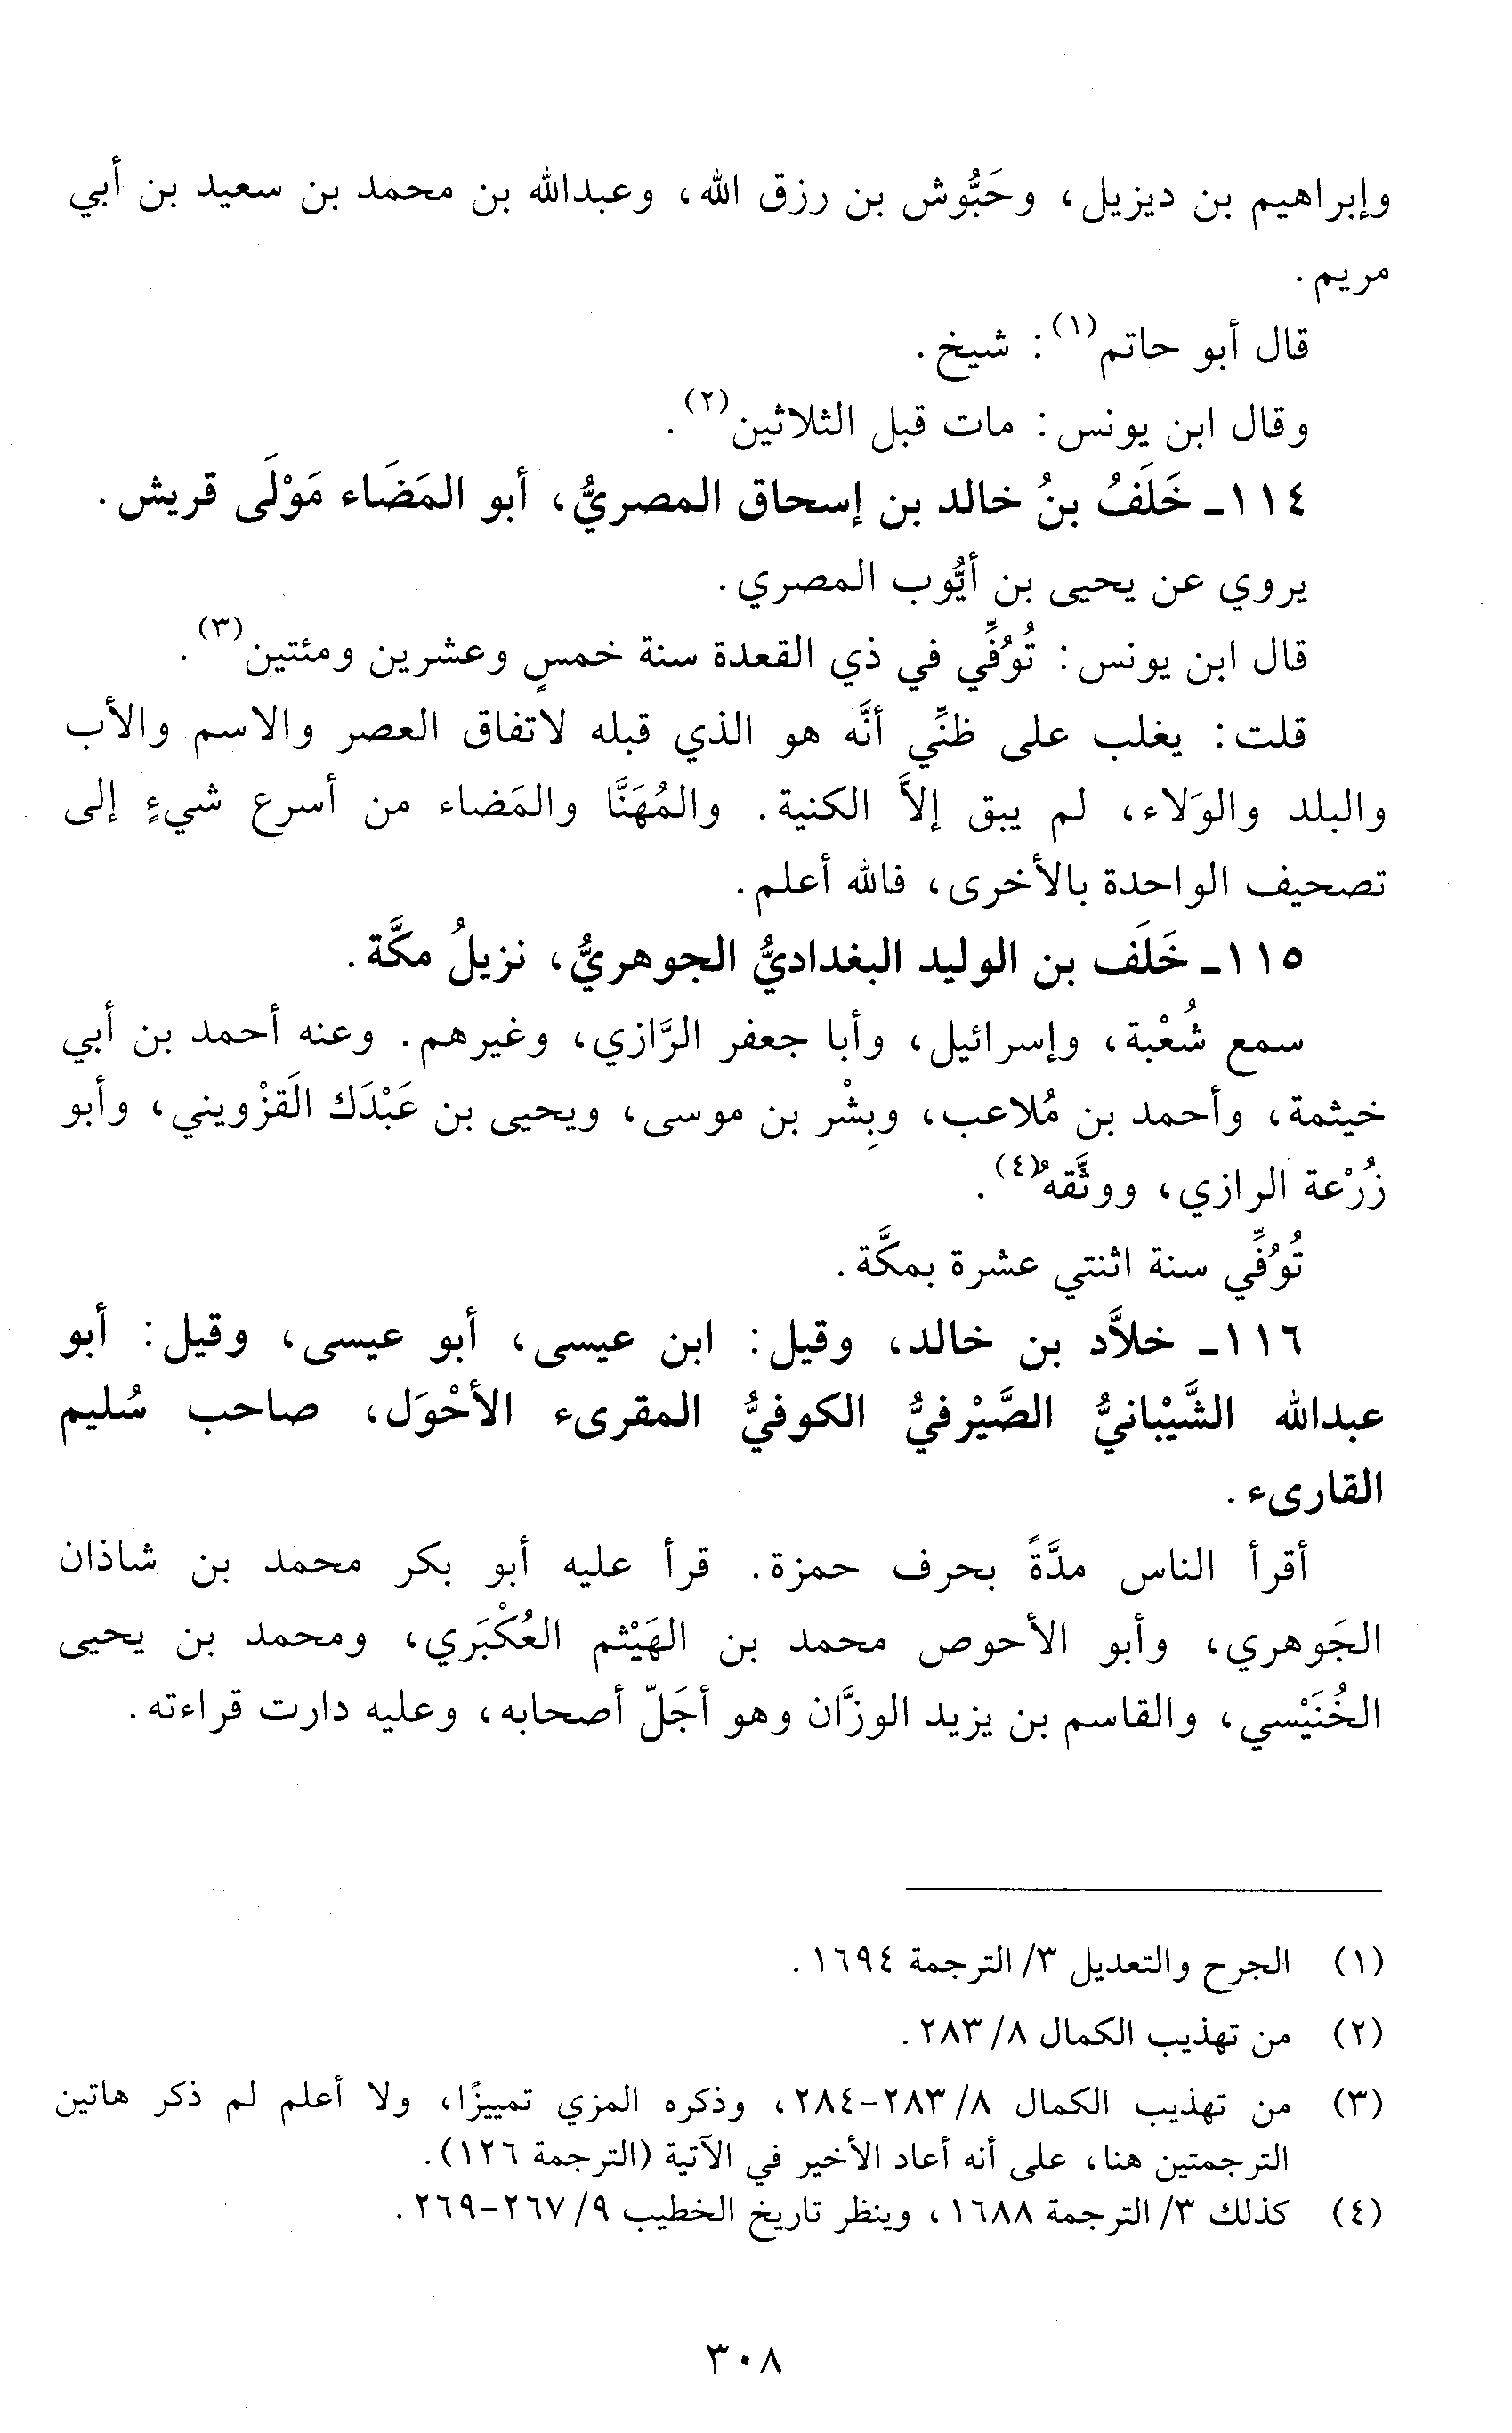 وإبراهيم بن ديزيل، وحَبُّوش بن رزق الله، وعبدالله بن محمد بن سعيد بن أبي
مريم.
قال أبو حاتم(١): شيخ.
وقال ابن يونس: مات قبل الثلاثين(٢).
١١٤ـ خَلَفُ بنُ خالد بن إسحاق المصريُّ، أبو المَضَاء مَوْلَى قريش.
يروي عن يحيى بن أيُّوب المصري.
قال ابن يونس: تُوُفِّي في ذي القعدة سنة خمسٍ وعشرين ومئتين(٣).
قلت: يغلب على ظنِّي أنَّه هو الذي قبله لاتفاق العصر والاسم والأب
والبلد والوَلاء، لم يبق إلاَّ الكنية. والمُهَنَّا والمَضاء من أسرع شيءٍ إلى
تصحيف الواحدة بالأخرى، فالله أعلم.
١١٥ـ خَلَف بن الوليد البغداديُّ الجوهريُّ، نزيلُ مكَّة.
سمع شُعْبة، وإسرائيل، وأبا جعفر الرَّازي، وغيرهم. وعنه أحمد بن أبي
خيثمة، وأحمد بن مُلاعب، وبِشْر بن موسى، ويحيى بن عَبْدَك القَزْويني، وأبو
زُرْعة الرازي، ووثَّقهُ(٤).
تُوُفِّي سنة اثنتي عشرة بمكَّة.
١١٦ـ خلاَّد بن خالد، وقيل: ابن عيسى، أبو عيسى، وقيل: أبو
عبدالله الشَّيْبانيُّ الصَّيْرفيُّ الكوفيُّ المقرىء الأحْوَل، صاحب سُليم
القارىء.
أقرأ الناس مدَّةً بحرف حمزة. قرأ عليه أبو بكر محمد بن شاذان
الجَوهري، وأبو الأحوص محمد بن الهَيْثم العُكْبَري، ومحمد بن يحيى
الخُنَيْسي، والقاسم بن يزيد الوزَّان وهو أجَلّ أصحابه، وعليه دارت قراءته.
(١) الجرح والتعديل ٣/ الترجمة ١٦٩٤.
(٢) من تهذيب الكمال ٨/ ٢٨٣.
(٣) من تهذيب الكمال ٨/ ٢٨٣-٢٨٤، وذكره المزي تمييزًا، ولا أعلم لم ذكر هاتين
الترجمتين هنا، على أنه أعاد الأخير في الآتية (الترجمة ١٢٦).
(٤) كذلك ٣/ الترجمة ١٦٨٨، وينظر تاريخ الخطيب ٩/ ٢٦٧-٢٦٩.
٣٠٨